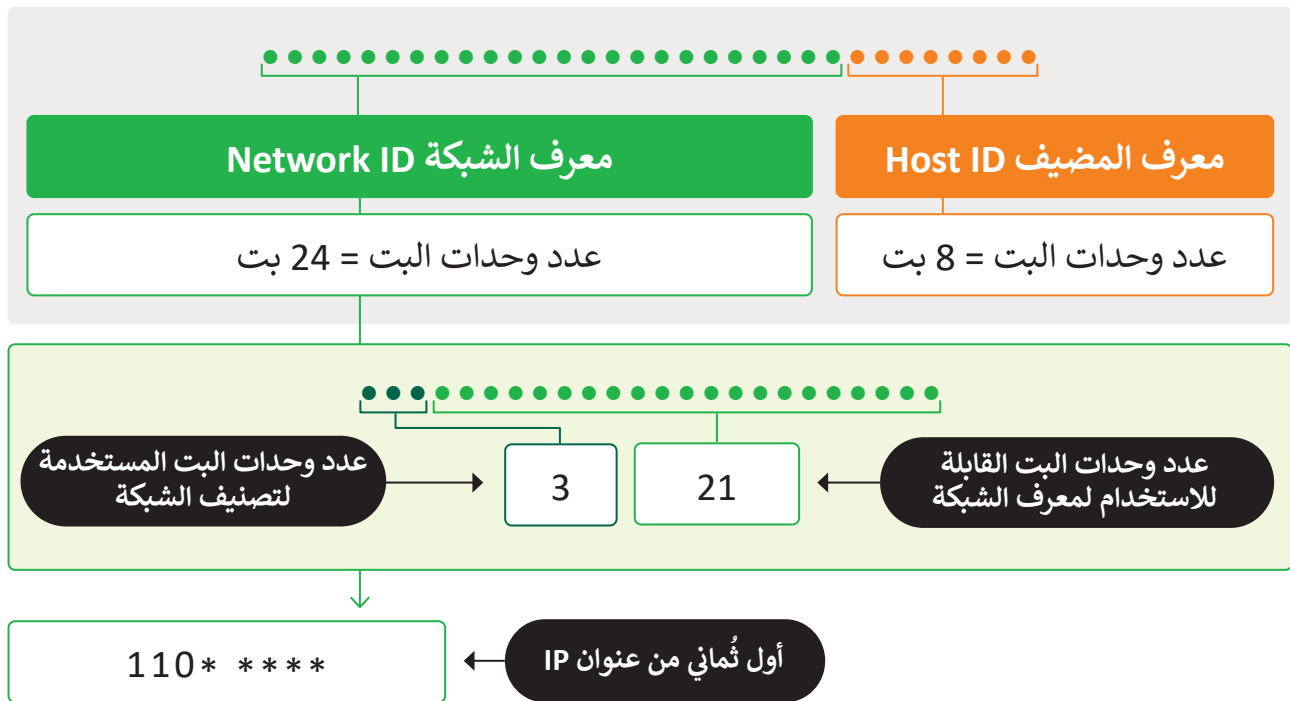 معرف الشبكة Network ID
معرف المضيف Host ID
عدد وحدات البت = 24 بت
عدد وحدات البت = 8 بت
عدد وحدات البت المستخدمة
لتصنيف الشبكة
3
21
عدد وحدات البت القابلة
للاستخدام لمعرف الشبكة
110* ****
أول ثُماني من عنوان IP